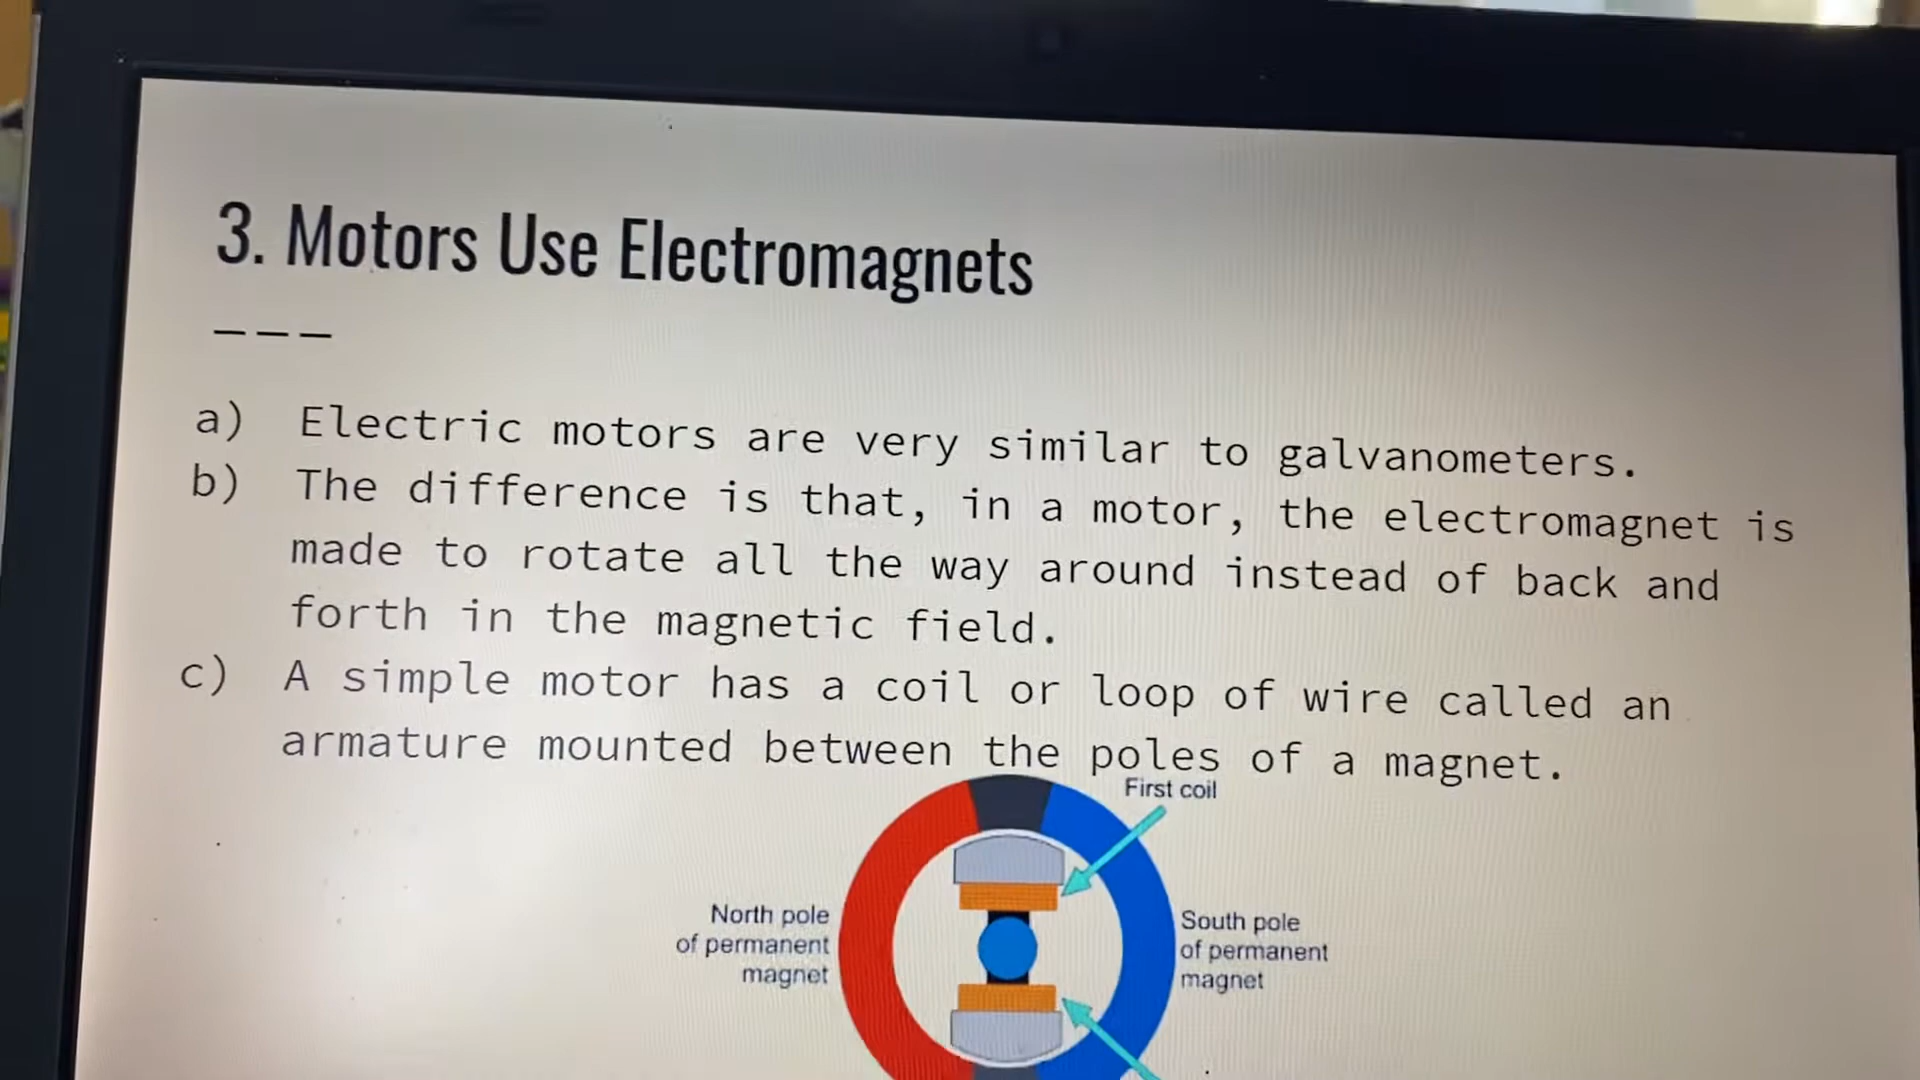 3. Motors Use Electromagnets
a) Electric motors are very similar to galvanometers.
b) The difference is that, in a motor, the electromagnet is
made to rotate all the way around instead of back and
forth in the magnetic field.
c) A simple motor has a coil or loop of wire called an
armature mounted between the poles of a magnet.
First coil
North pole
of permanent
magnet
South pole
of permanent
magnet